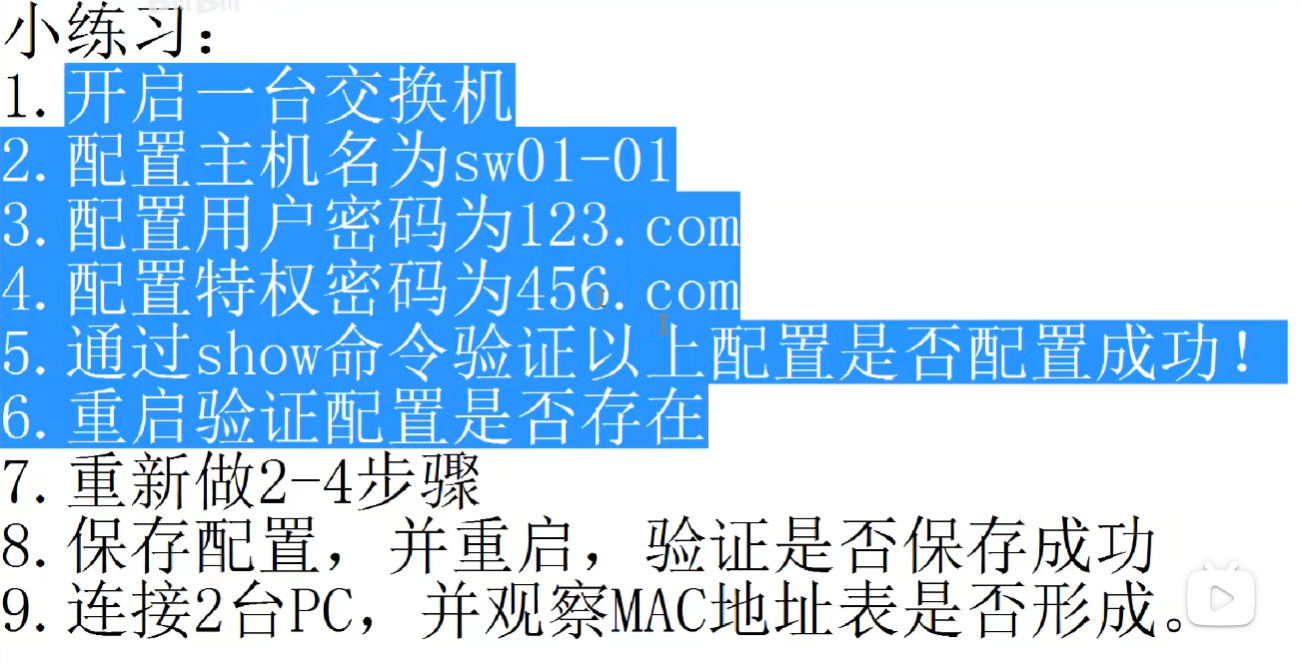 小练习：
1. 开启一台交换机
2. 配置主机名为sw01-01
3. 配置用户密码为123.com
4. 配置特权密码为456.com
5. 通过show命令验证以上配置是否配置成功！
6. 重启验证配置是否存在
7. 重新做2-4步骤
8. 保存配置，并重启，验证是否保存成功
9. 连接2台PC，并观察MAC地址表是否形成。